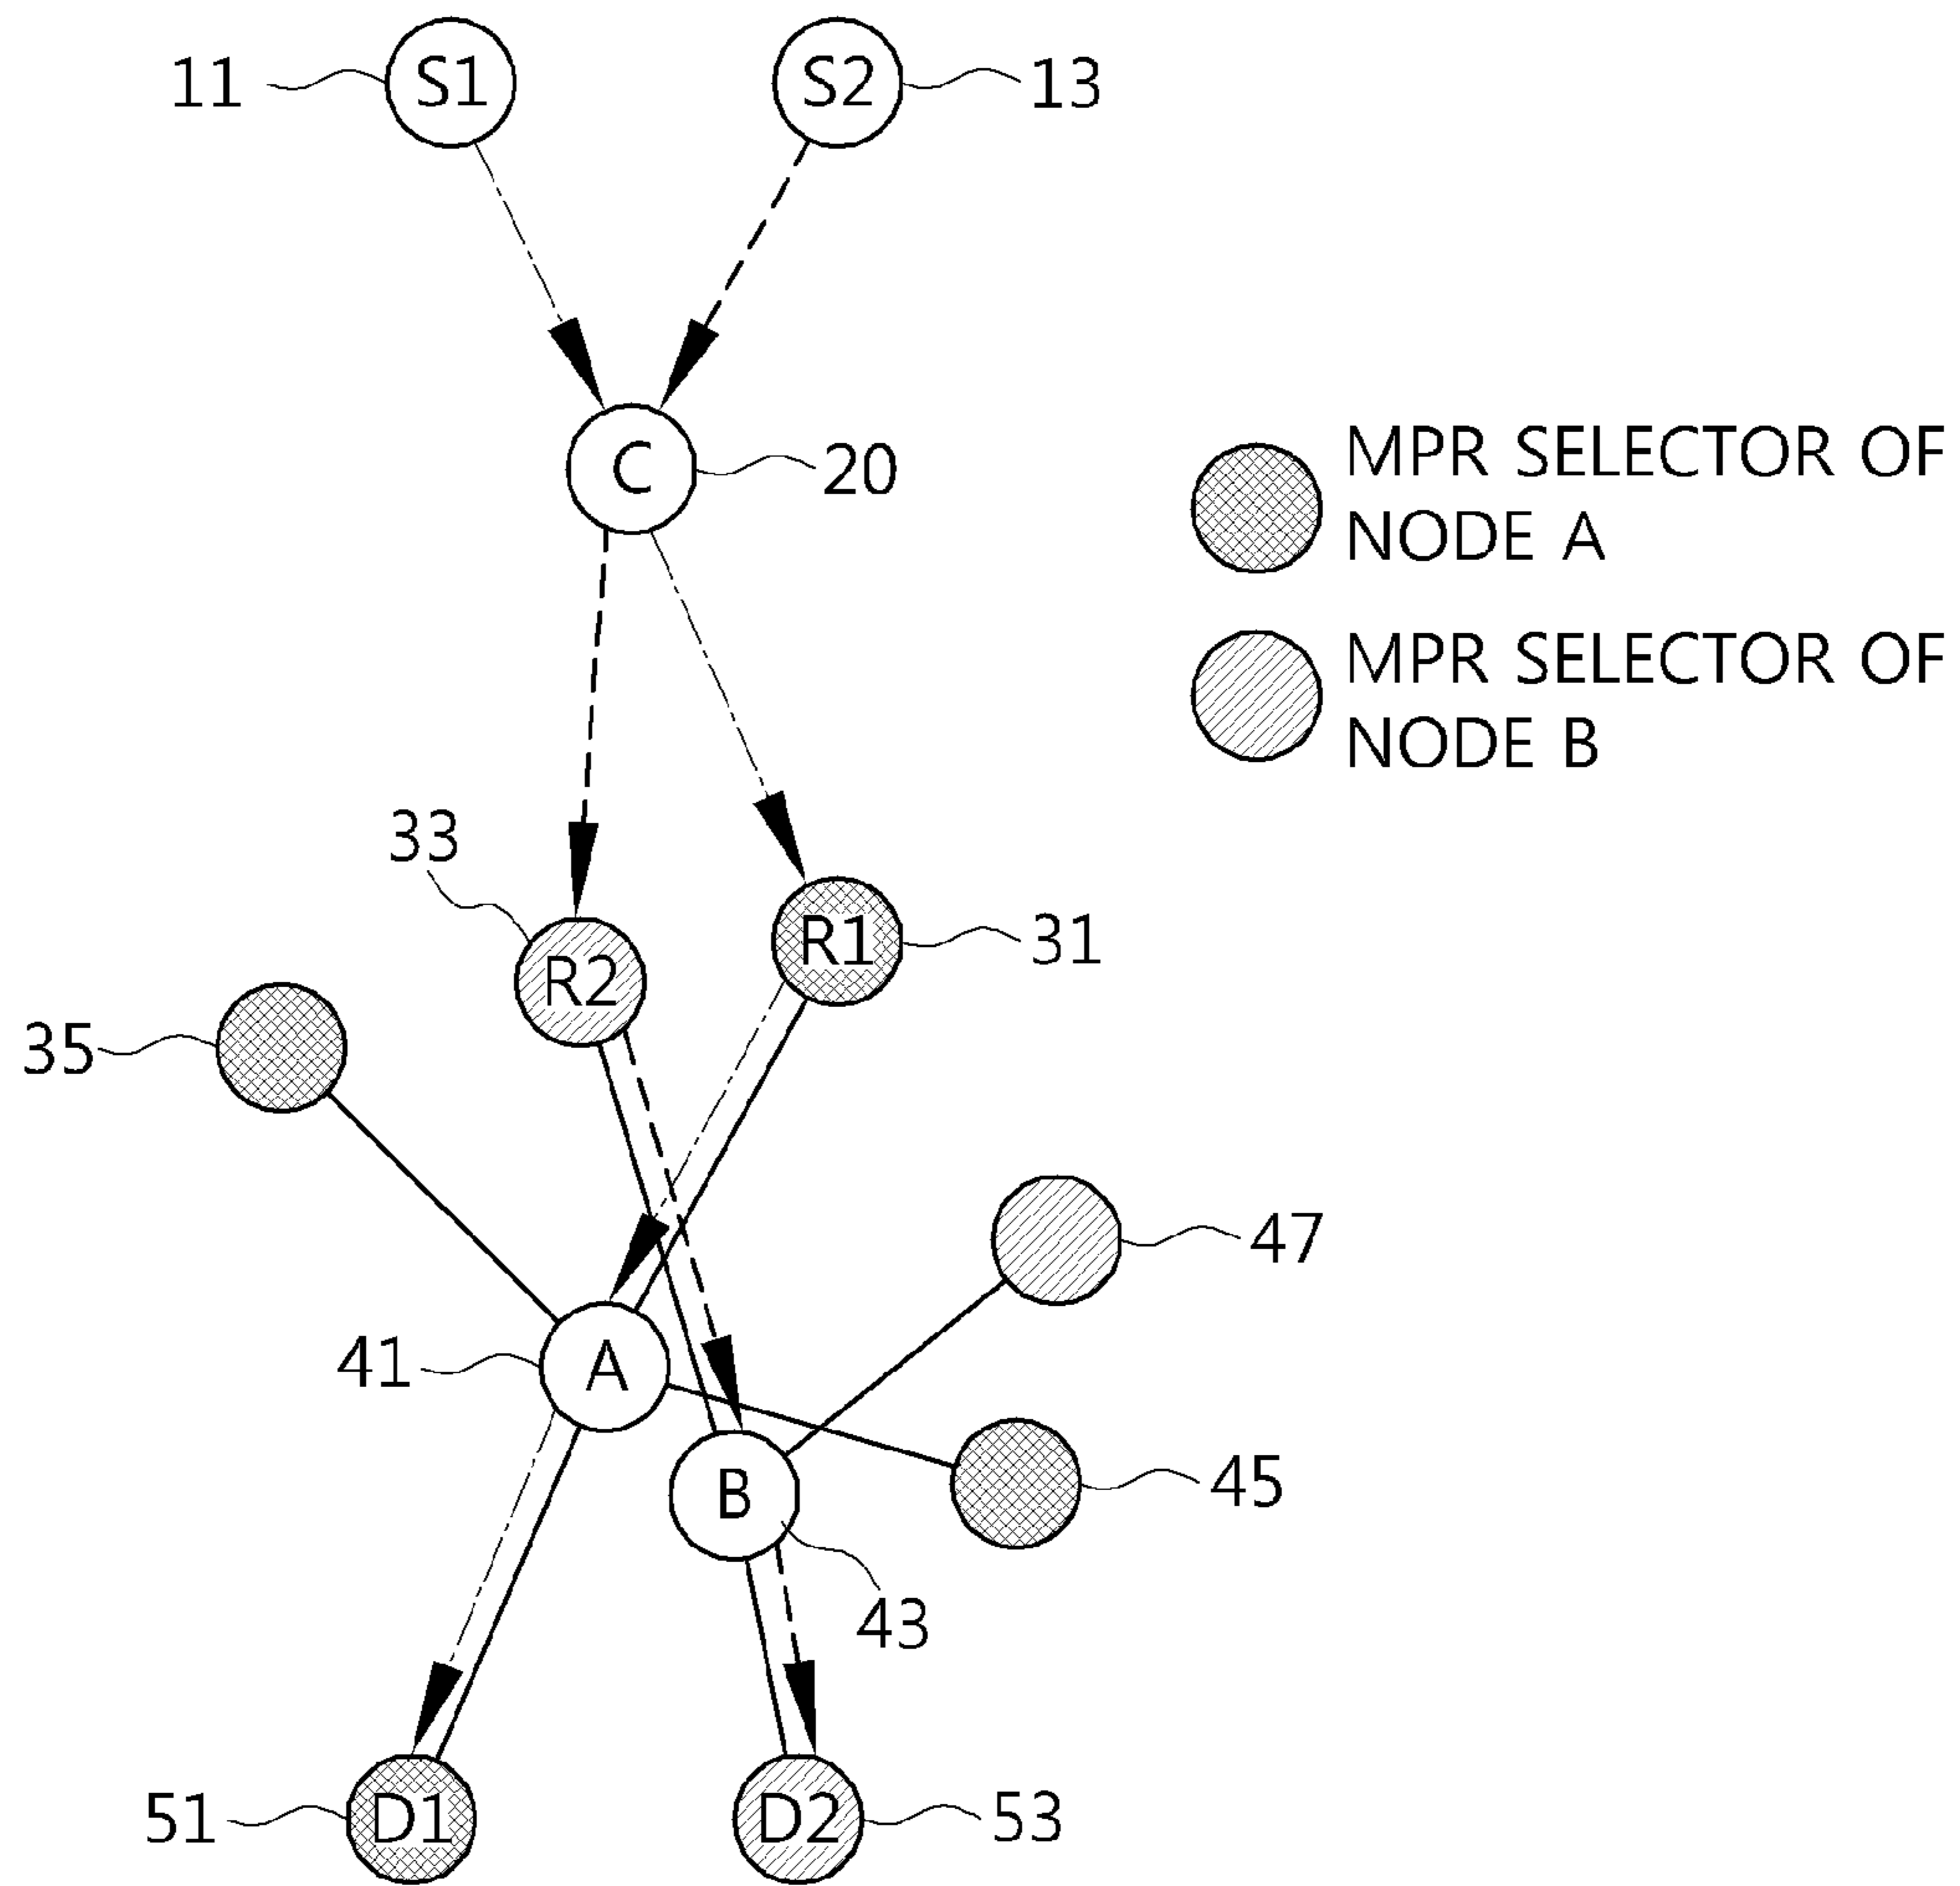 11
S1
S2
13
C
20
MPR SELECTOR OF
NODE A
MPR SELECTOR OF
NODE B
33
R2
R1
31
35
47
41
A
B
45
43
51
D1
D2
53